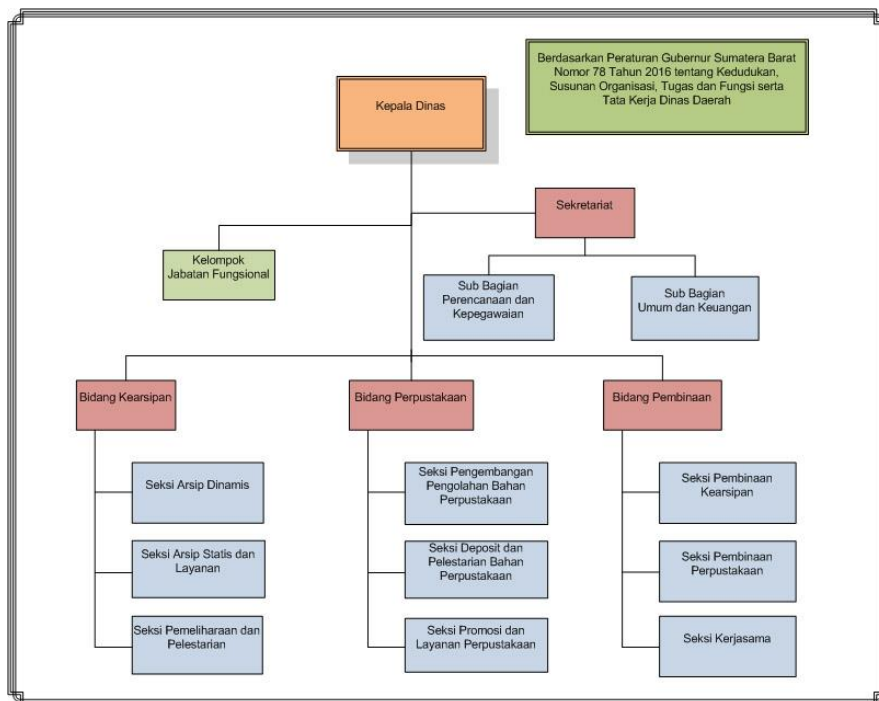 Berdasarkan Peraturan Gubernur Sumatera Barat
Nomor 78 Tahun 2016 tentang Kedudukan,
Susunan Organisasi, Tugas dan Fungsi serta
Tata Kerja Dinas Daerah
Kepala Dinas
Sekretariat
Kelompok
Jabatan Fungsional
Sub Bagian
Perencanaan dan
Kepegawaian
Sub Bagian
Umum dan Keuangan
Bidang Kearsipan
Bidang Perpustakaan
Bidang Pembinaan
Seksi Arsip Dinamis
Seksi Pengembangan
Pengolahan Bahan
Perpustakaan
Seksi Pembinaan
Kearsipan
Seksi Arsip Statis dan
Layanan
Seksi Deposit dan
Pelestarian Bahan
Perpustakaan
Seksi Pembinaan
Perpustakaan
Seksi Pemeliharaan dan
Pelestarian
Seksi Promosi dan
Layanan Perpustakaan
Seksi Kerjasama